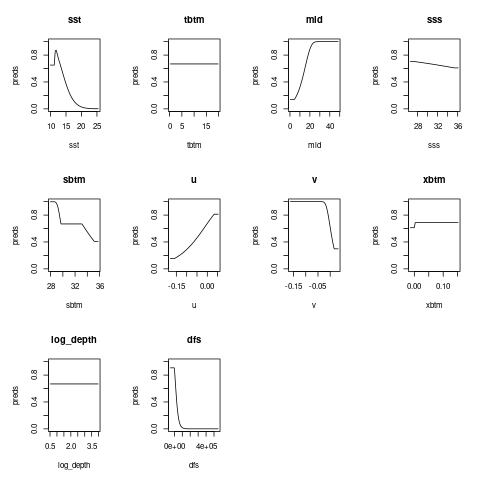 sst tbtm mld sss
preds 0.0 0.4 0.8 preds 0.0 0.4 0.8 preds 0.0 0.4 0.8 preds 0.0 0.4 0.8
10 15 20 25 0 5 15 0 20 40 28 32 36
sst tbtm mld sss
sbtm u v xbtm
preds 0.0 0.4 0.8 preds 0.0 0.4 0.8 preds 0.0 0.4 0.8 preds 0.0 0.4 0.8
28 32 36 -0.15 0.00 -0.15 -0.05 0.00 0.10
sbtm u v xbtm
log_depth dfs
preds 0.0 0.4 0.8 preds 0.0 0.4 0.8
0.5 2.0 3.5 0e+00 4e+05
log_depth dfs